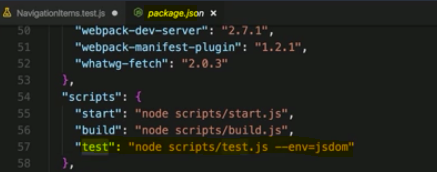 NavigationItems.test.js package.json
50 "webpack-dev-server": "2.7.1",
51 "webpack-manifest-plugin": "1.2.1",
52 "whatwg-fetch": "2.0.3"
53 },
54 "scripts": {
55 "start": "node scripts/start.js",
56 "build": "node scripts/build.js",
57 "test": "node scripts/test.js --env=jsdom"
58 },